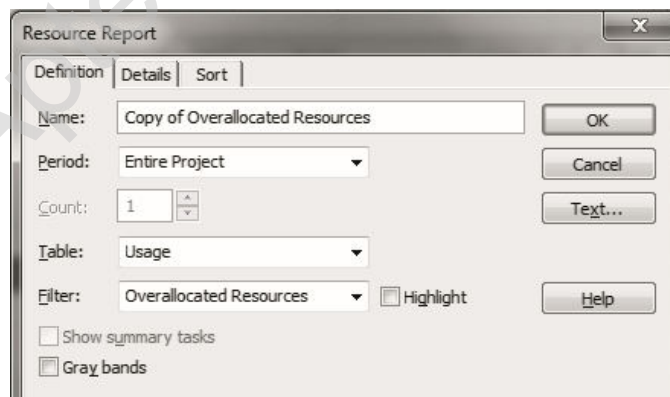 Resource Report
Definition Details Sort
Name: Copy of Overallocated Resources OK
Period: Entire Project Cancel
Count: 1 Text...
Table: Usage
Filter: Overallocated Resources Highlight Help
Show summary tasks
Gray bands